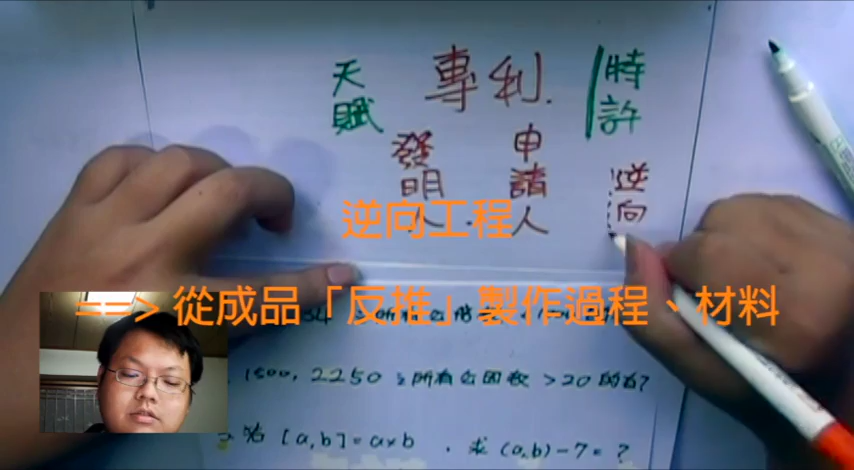 天賦
專利
特許
發明人
申請人
逆向
逆向工程
==> 從成品「反推」製作過程、材料
1500, 2250 之所有公因數 >20 的有?
[a,b]=a×b . 求 (a,b)-7= ?